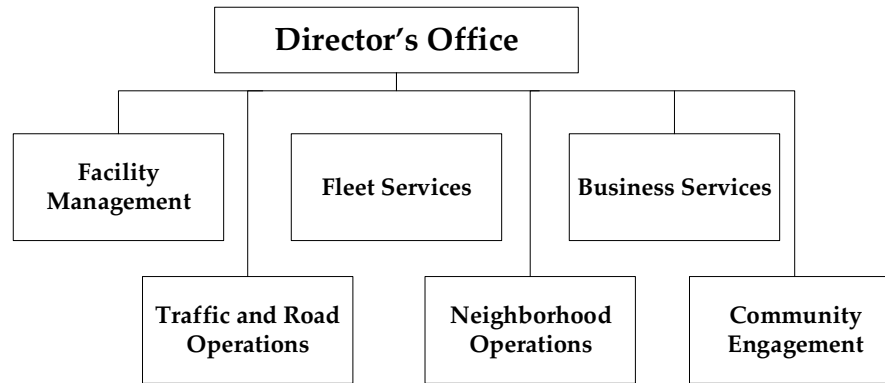 Director’s Office
Facility
Management
Fleet Services
Business Services
Traffic and Road
Operations
Neighborhood
Operations
Community
Engagement